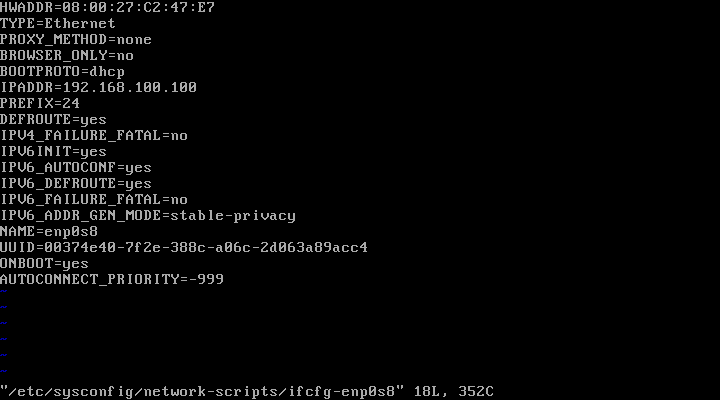 HWADDR=08:00:27:C2:47:E7
TYPE=Ethernet
PROXY_METHOD=none
BROWSER_ONLY=no
BOOTPROTO=dhcp
IPADDR=192.168.100.100
PREFIX=24
DEFROUTE=yes
IPV4_FAILURE_FATAL=no
IPV6INIT=yes
IPV6_AUTOCONF=yes
IPV6_DEFROUTE=yes
IPV6_FAILURE_FATAL=no
IPV6_ADDR_GEN_MODE=stable-privacy
NAME=enp0s8
UUID=00374e40-7f2e-388c-a06c-2d063a89acc4
ONBOOT=yes
AUTOCONNECT_PRIORITY=-999
~
~
~
~
~
~
"/etc/sysconfig/network-scripts/ifcfg-enp0s8" 18L, 352C